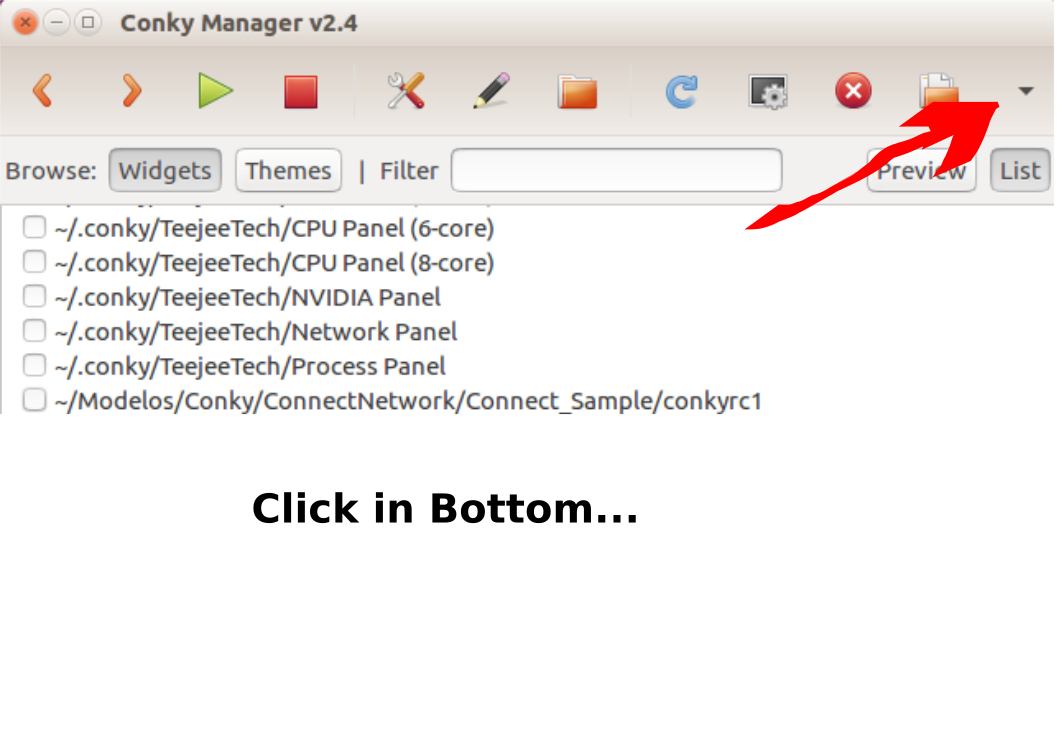 Conky Manager v2.4
Browse: Widgets Themes | Filter Preview List
~/.conky/TeejeeTech/CPU Panel (6-core)
~/.conky/TeejeeTech/CPU Panel (8-core)
~/.conky/TeejeeTech/NVIDIA Panel
~/.conky/TeejeeTech/Network Panel
~/.conky/TeejeeTech/Process Panel
~/Modelos/Conky/ConnectNetwork/Connect_Sample/conkyrc1
Click in Bottom...